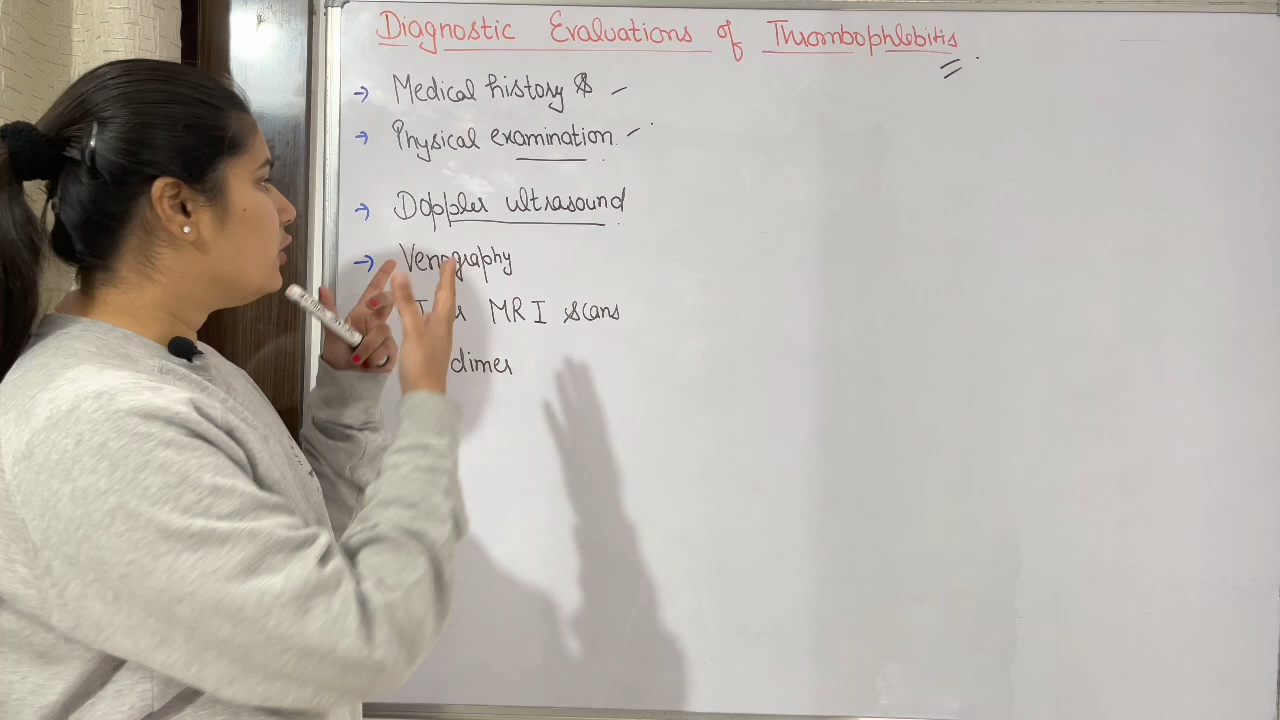 Diagnostic Evaluations of Thrombophlebitis
→ Medical history &
→ Physical examination.
→ Doppler ultrasound
→ Venography
MRI scans
dimer